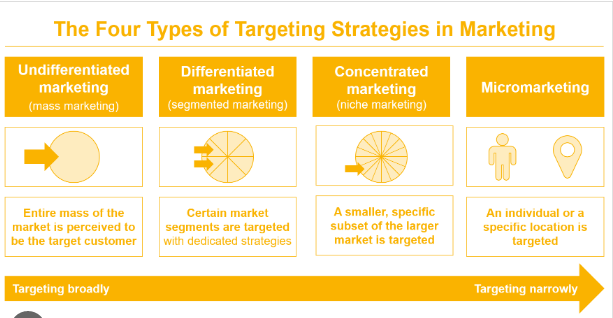 The Four Types of Targeting Strategies in Marketing
Undifferentiated
marketing
(mass marketing)
Differentiated
marketing
(segmented marketing)
Concentrated
marketing
(niche marketing)
Micromarketing
Entire mass of the
market is perceived to
be the target customer
Certain market
segments are targeted
with dedicated strategies
A smaller, specific
subset of the larger
market is targeted
An individual or a
specific location is
targeted
Targeting broadly
Targeting narrowly